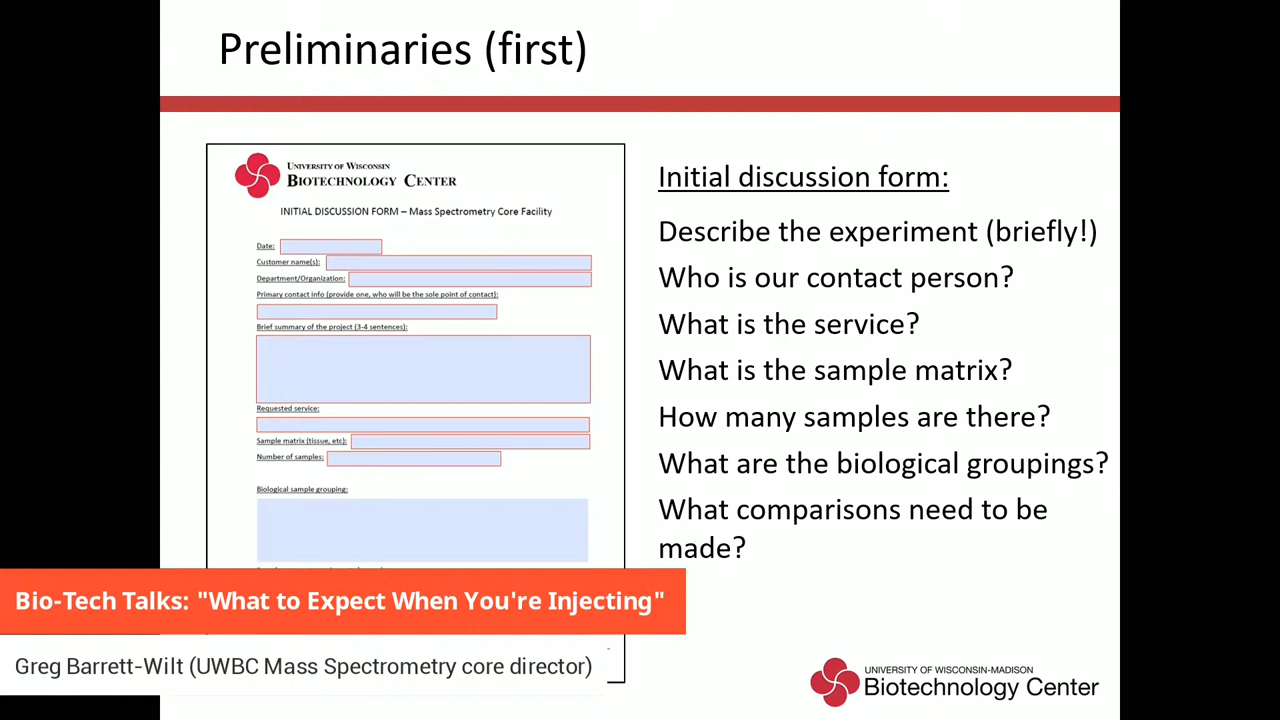 Preliminaries (first)
UNIVERSITY OF WISCONSIN
BIOTECHNOLOGY CENTER
INITIAL DISCUSSION FORM – Mass Spectrometry Core Facility
Date:
Customer name(s):
Department/Organization:
Primary contact info (provide one, who will be the sole point of contact):
Brief summary of the project (3-4 sentences):
Requested service:
Sample matrix (tissue, etc):
Number of samples:
Biological sample grouping:
Initial discussion form:
Describe the experiment (briefly!)
Who is our contact person?
What is the service?
What is the sample matrix?
How many samples are there?
What are the biological groupings?
What comparisons need to be
made?
Bio-Tech Talks: "What to Expect When You're Injecting"
Greg Barrett-Wilt (UWBC Mass Spectrometry core director)
UNIVERSITY OF WISCONSIN-MADISON
Biotechnology Center